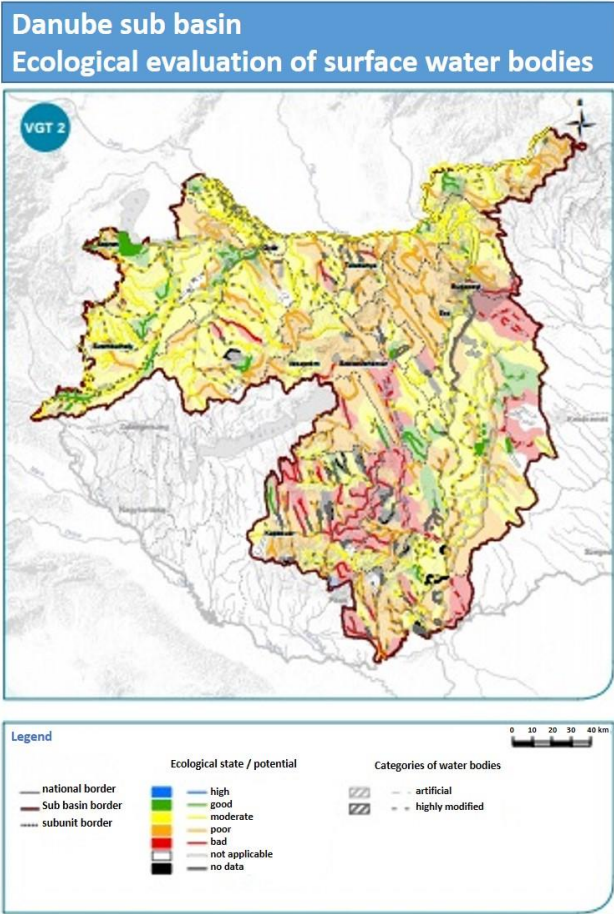 Danube sub basin
Ecological evaluation of surface water bodies
VGT 2
Legend
0 10 20 30 40 km
Ecological state / potential
Categories of water bodies
national border
Sub basin border
subunit border
high
good
moderate
poor
bad
not applicable
no data
artificial
highly modified